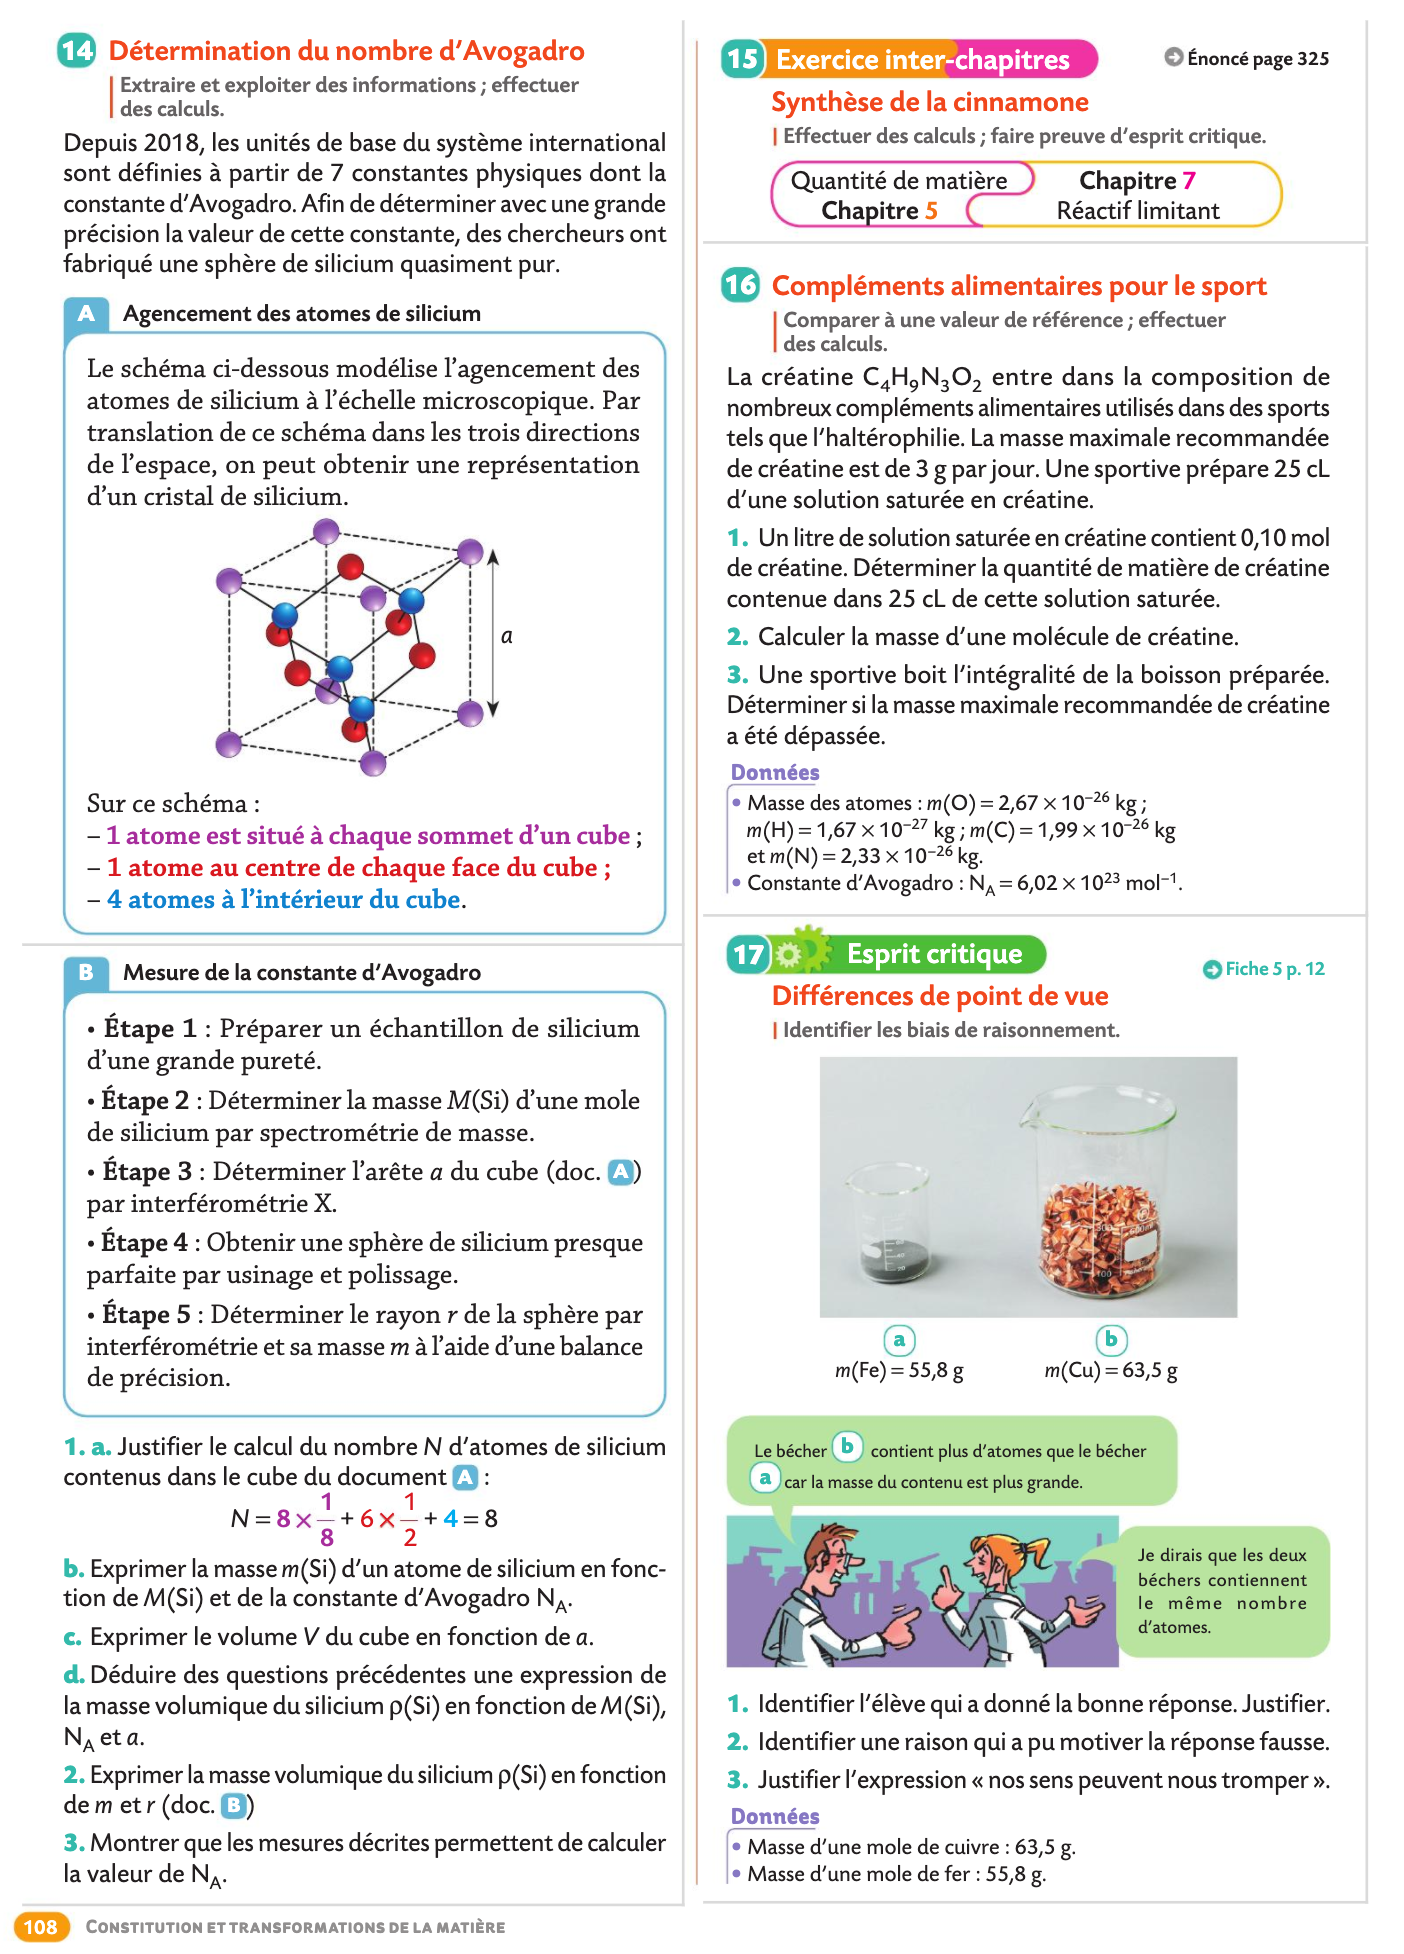 14 Détermination du nombre d'Avogadro
Extraire et exploiter des informations ; effectuer
des calculs.
Depuis 2018, les unités de base du système international
sont définies à partir de 7 constantes physiques dont la
constante d'Avogadro. Afin de déterminer avec une grande
précision la valeur de cette constante, des chercheurs ont
fabriqué une sphère de silicium quasiment pur.
A Agencement des atomes de silicium
Le schéma ci-dessous modélise l'agencement des
atomes de silicium à l'échelle microscopique. Par
translation de ce schéma dans les trois directions
de l'espace, on peut obtenir une représentation
d'un cristal de silicium.
a
Sur ce schéma :
– 1 atome est situé à chaque sommet d'un cube ;
– 1 atome au centre de chaque face du cube ;
– 4 atomes à l'intérieur du cube.
B Mesure de la constante d'Avogadro
• Étape 1 : Préparer un échantillon de silicium
d'une grande pureté.
• Étape 2 : Déterminer la masse M(Si) d'une mole
de silicium par spectrométrie de masse.
• Étape 3 : Déterminer l'arête a du cube (doc. A)
par interférométrie X.
• Étape 4 : Obtenir une sphère de silicium presque
parfaite par usinage et polissage.
• Étape 5 : Déterminer le rayon r de la sphère par
interférométrie et sa masse m à l'aide d'une balance
de précision.
1. a. Justifier le calcul du nombre N d'atomes de silicium
contenus dans le cube du document A :
N = 8 × 1/8 + 6 × 1/2 + 4 = 8
b. Exprimer la masse m(Si) d'un atome de silicium en fonc-
tion de M(Si) et de la constante d'Avogadro N_A.
c. Exprimer le volume V du cube en fonction de a.
d. Déduire des questions précédentes une expression de
la masse volumique du silicium ρ(Si) en fonction de M(Si),
N_A et a.
2. Exprimer la masse volumique du silicium ρ(Si) en fonction
de m et r (doc. B)
3. Montrer que les mesures décrites permettent de calculer
la valeur de N_A.
108 CONSTITUTION ET TRANSFORMATIONS DE LA MATIÈRE
15 Exercice inter-chapitres
Énoncé page 325
Synthèse de la cinnamone
Effectuer des calculs ; faire preuve d'esprit critique.
Quantité de matière Chapitre 7
Chapitre 5 Réactif limitant
16 Compléments alimentaires pour le sport
Comparer à une valeur de référence ; effectuer
des calculs.
La créatine C₄H₉N₃O₂ entre dans la composition de
nombreux compléments alimentaires utilisés dans des sports
tels que l'haltérophilie. La masse maximale recommandée
de créatine est de 3 g par jour. Une sportive prépare 25 cL
d'une solution saturée en créatine.
1. Un litre de solution saturée en créatine contient 0,10 mol
de créatine. Déterminer la quantité de matière de créatine
contenue dans 25 cL de cette solution saturée.
2. Calculer la masse d'une molécule de créatine.
3. Une sportive boit l'intégralité de la boisson préparée.
Déterminer si la masse maximale recommandée de créatine
a été dépassée.
Données
• Masse des atomes : m(O) = 2,67 × 10⁻²⁶ kg ;
m(H) = 1,67 × 10⁻²⁷ kg ; m(C) = 1,99 × 10⁻²⁶ kg
et m(N) = 2,33 × 10⁻²⁶ kg.
• Constante d'Avogadro : N_A = 6,02 × 10²³ mol⁻¹.
17 Esprit critique
Fiche 5 p. 12
Différences de point de vue
Identifier les biais de raisonnement.
a b
m(Fe) = 55,8 g m(Cu) = 63,5 g
Le bécher b contient plus d'atomes que le bécher
a car la masse du contenu est plus grande.
Je dirais que les deux
béchers contiennent
le même nombre
d'atomes.
1. Identifier l'élève qui a donné la bonne réponse. Justifier.
2. Identifier une raison qui a pu motiver la réponse fausse.
3. Justifier l'expression « nos sens peuvent nous tromper ».
Données
• Masse d'une mole de cuivre : 63,5 g.
• Masse d'une mole de fer : 55,8 g.